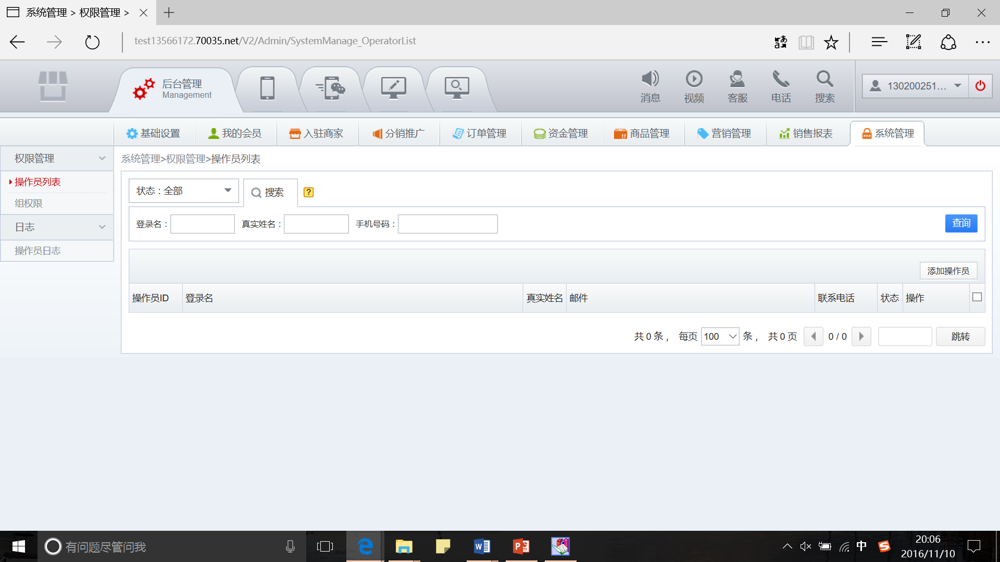 系统管理 > 权限管理 >
test13566172.70035.net/V2/Admin/SystemManage_OperatorList
后台管理
Management
消息 视频 客服 电话 搜索
130200251...
基础设置 我的会员 入驻商家 分销推广 订单管理 资金管理 商品管理 营销管理 销售报表 系统管理
权限管理
操作员列表
组权限
日志
操作员日志
系统管理>权限管理>操作员列表
状态：全部 搜索 ?
登录名： 真实姓名： 手机号码： 查询
添加操作员
操作员ID 登录名 真实姓名 邮件 联系电话 状态 操作
共 0 条， 每页 100 条， 共 0 页 0 / 0 跳转
有问题尽管问我
中
20:06
2016/11/10